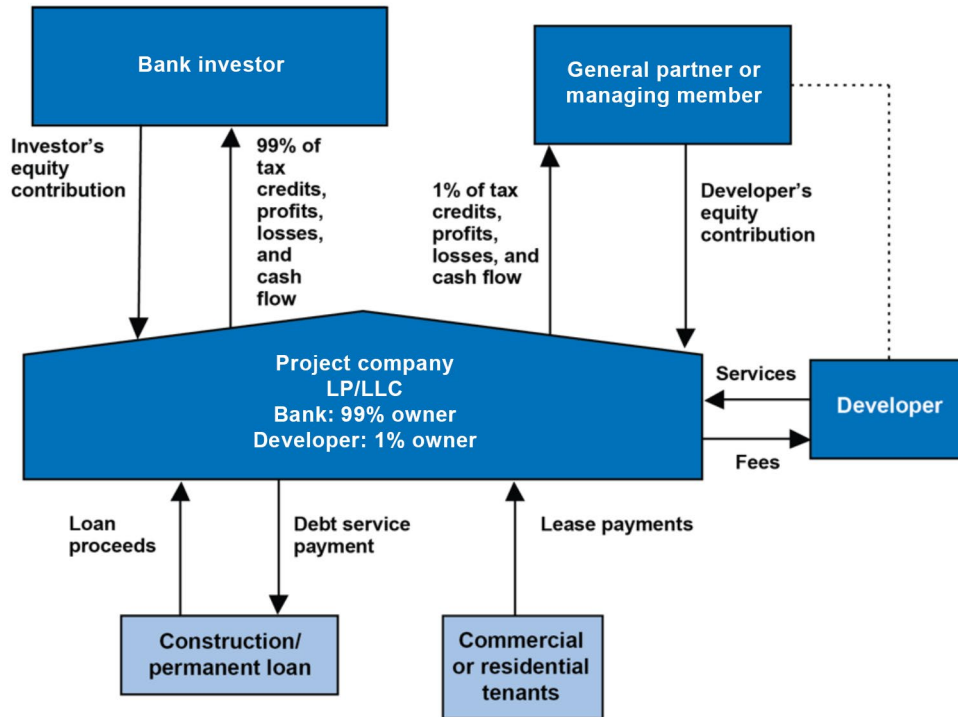 Bank investor
General partner or
managing member
Investor's
equity
contribution
99% of
tax
credits,
profits,
losses,
and
cash
flow
1% of tax
credits,
profits,
losses, and
cash flow
Developer's
equity
contribution
Project company
LP/LLC
Bank: 99% owner
Developer: 1% owner
Services
Developer
Fees
Loan
proceeds
Debt service
payment
Lease payments
Construction/
permanent loan
Commercial
or residential
tenants